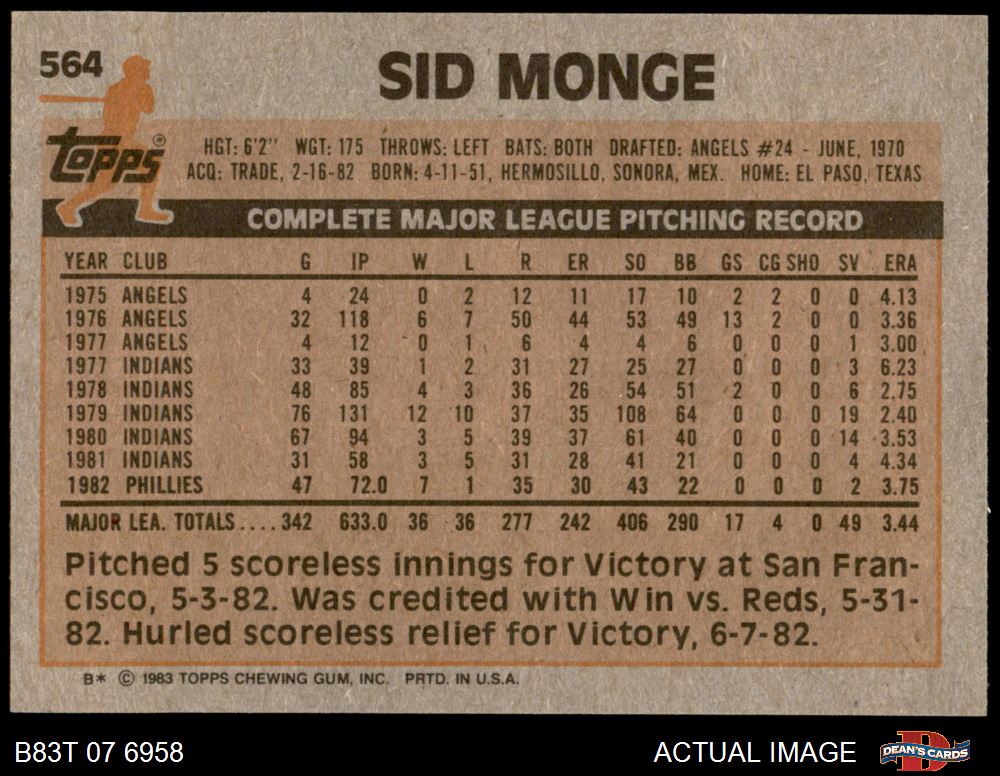 564
SID MONGE
TOPPS ®
HGT: 6'2" WGT: 175 THROWS: LEFT BATS: BOTH DRAFTED: ANGELS #24 - JUNE, 1970
ACQ: TRADE, 2-16-82 BORN: 4-11-51, HERMOSILLO, SONORA, MEX. HOME: EL PASO, TEXAS
COMPLETE MAJOR LEAGUE PITCHING RECORD
YEAR CLUB G IP W L R ER SO BB GS CG SHO SV ERA
1975 ANGELS 4 24 0 2 12 11 17 10 2 2 0 0 4.13
1976 ANGELS 32 118 6 7 50 44 53 49 13 2 0 0 3.36
1977 ANGELS 4 12 0 1 6 4 4 6 0 0 0 1 3.00
1977 INDIANS 33 39 1 2 31 27 25 27 0 0 0 3 6.23
1978 INDIANS 48 85 4 3 36 26 54 51 2 0 0 6 2.75
1979 INDIANS 76 131 12 10 37 35 108 64 0 0 0 19 2.40
1980 INDIANS 67 94 3 5 39 37 61 40 0 0 0 14 3.53
1981 INDIANS 31 58 3 5 31 28 41 21 0 0 0 4 4.34
1982 PHILLIES 47 72.0 7 1 35 30 43 22 0 0 0 2 3.75
MAJOR LEA. TOTALS.... 342 633.0 36 36 277 242 406 290 17 4 0 49 3.44
Pitched 5 scoreless innings for Victory at San Fran-
cisco, 5-3-82. Was credited with Win vs. Reds, 5-31-
82. Hurled scoreless relief for Victory, 6-7-82.
B* © 1983 TOPPS CHEWING GUM, INC. PRTD. IN U.S.A.
B83T 07 6958 ACTUAL IMAGE DEAN'S CARDS